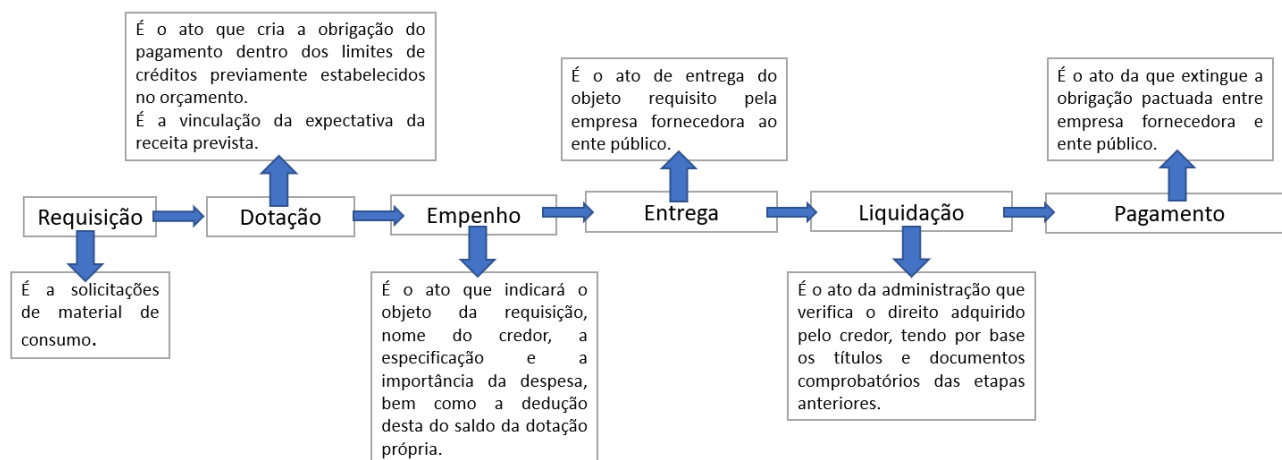 É o ato que cria a obrigação do
pagamento dentro dos limites de
créditos previamente estabelecidos
no orçamento.
É a vinculação da expectativa da
receita prevista.
É o ato de entrega do
objeto requisito pela
empresa fornecedora ao
ente público.
É o ato da que extingue a
obrigação pactuada entre
empresa fornecedora e
ente público.
Requisição
Dotação
Empenho
Entrega
Liquidação
Pagamento
É a solicitações
de material de
consumo.
É o ato que indicará o
objeto da requisição,
nome do credor, a
especificação e a
importância da despesa,
bem como a dedução
desta do saldo da dotação
própria.
É o ato da administração que
verifica o direito adquirido
pelo credor, tendo por base
os títulos e documentos
comprobatórios das etapas
anteriores.